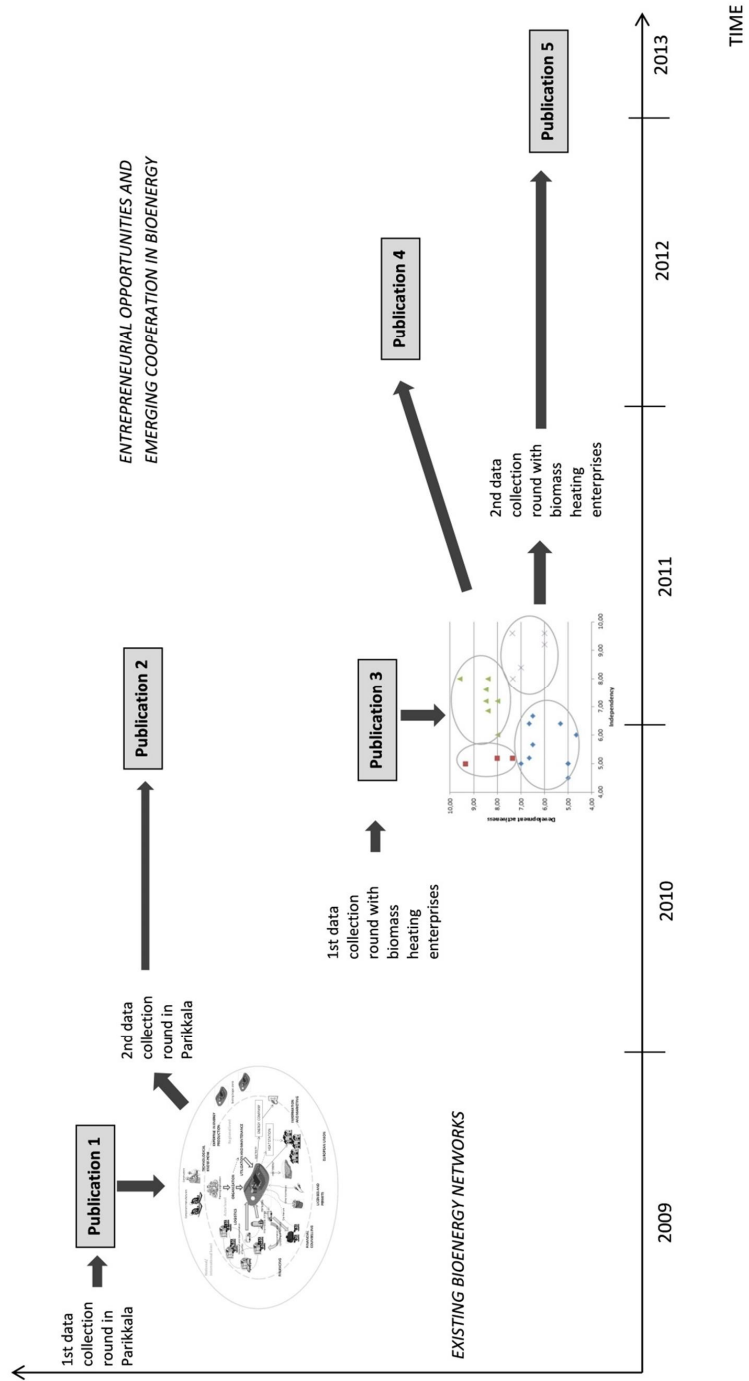 1st data
collection
round in
Parikkala
Publication 1
2nd data
collection
round in
Parikkala
Publication 2
ENTREPRENEURIAL OPPORTUNITIES AND
EMERGING COOPERATION IN BIOENERGY
1st data
collection
round with
biomass
heating
enterprises
Publication 3
Publication 4
10,00
9,00
8,00
7,00
6,00
5,00
4,00
Development activeness
4,00
5,00
6,00
7,00
8,00
9,00
10,00
Independency
2nd data
collection
round with
biomass
heating
enterprises
Publication 5
EXISTING BIOENERGY NETWORKS
2009
2010
2011
2012
2013
TIME